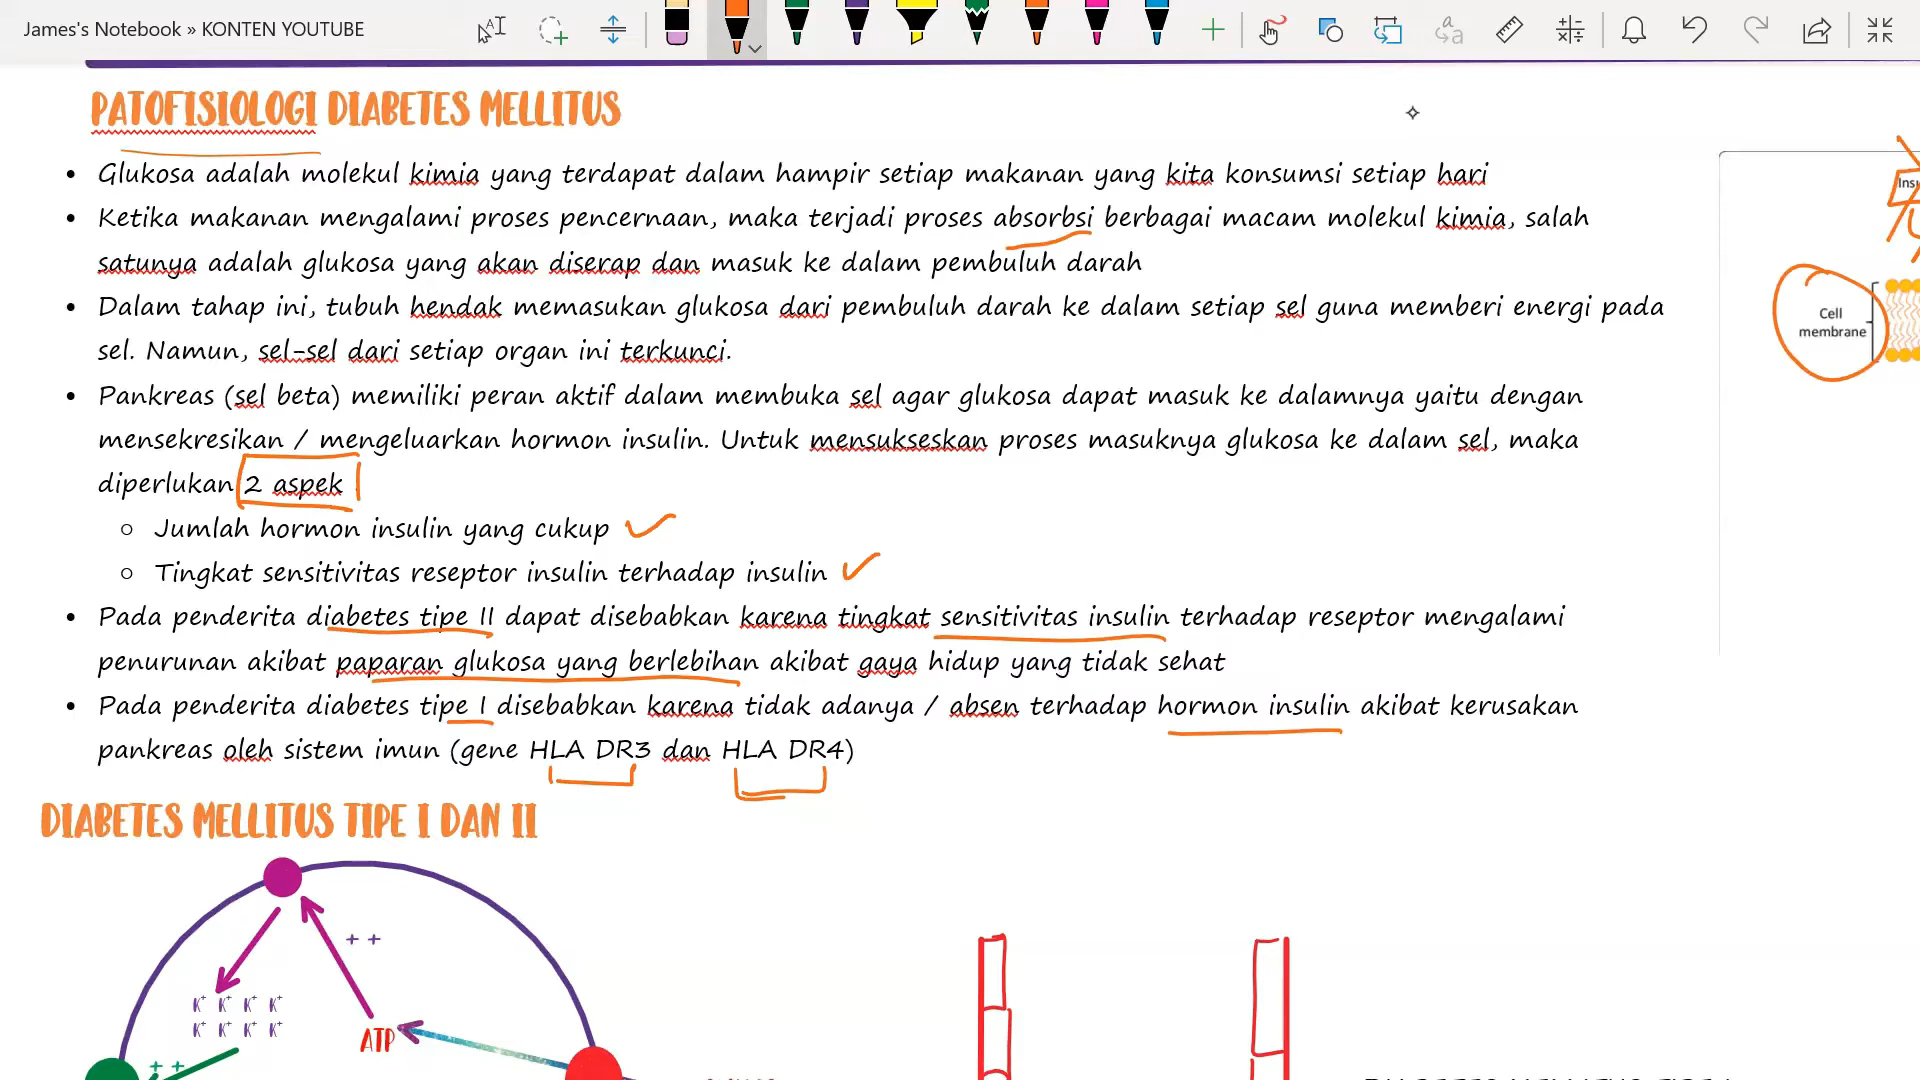 James's Notebook » KONTEN YOUTUBE
PATOFISIOLOGI DIABETES MELLITUS
• Glukosa adalah molekul kimia yang terdapat dalam hampir setiap makanan yang kita konsumsi setiap hari
• Ketika makanan mengalami proses pencernaan, maka terjadi proses absorbsi berbagai macam molekul kimia, salah
satunya adalah glukosa yang akan diserap dan masuk ke dalam pembuluh darah
• Dalam tahap ini, tubuh hendak memasukan glukosa dari pembuluh darah ke dalam setiap sel guna memberi energi pada
sel. Namun, sel-sel dari setiap organ ini terkunci.
• Pankreas (sel beta) memiliki peran aktif dalam membuka sel agar glukosa dapat masuk ke dalamnya yaitu dengan
mensekresikan / mengeluarkan hormon insulin. Untuk mensukseskan proses masuknya glukosa ke dalam sel, maka
diperlukan 2 aspek
○ Jumlah hormon insulin yang cukup
○ Tingkat sensitivitas reseptor insulin terhadap insulin
• Pada penderita diabetes tipe II dapat disebabkan karena tingkat sensitivitas insulin terhadap reseptor mengalami
penurunan akibat paparan glukosa yang berlebihan akibat gaya hidup yang tidak sehat
• Pada penderita diabetes tipe I disebabkan karena tidak adanya / absen terhadap hormon insulin akibat kerusakan
pankreas oleh sistem imun (gene HLA DR3 dan HLA DR4)
Cell
membrane
DIABETES MELLITUS TIPE I DAN II
+ +
K+ K+ K+ K+
K+ K+ K+ K+
ATP
+ +